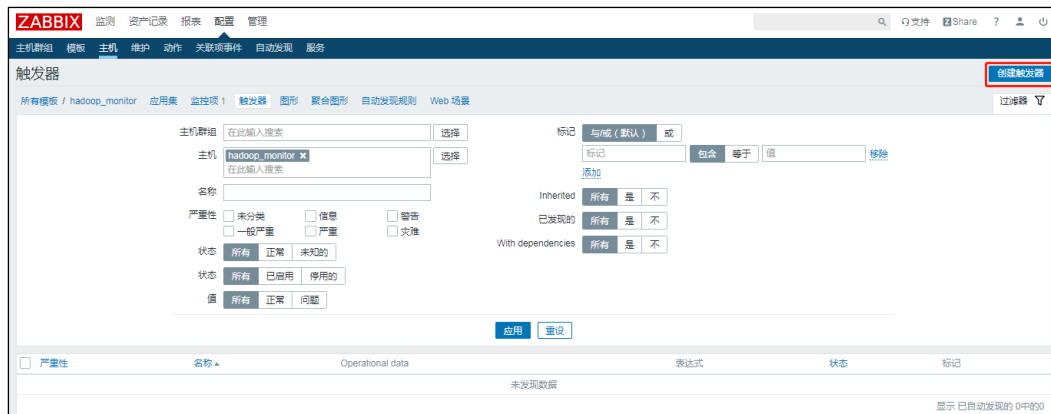 ZABBIX 监测 资产记录 报表 配置 管理 支持 Share ?
主机群组 模板 主机 维护 动作 关联项事件 自动发现 服务
触发器 创建触发器
所有模板 / hadoop_monitor 应用集 监控项 1 触发器 图形 聚合图形 自动发现规则 Web 场景 过滤器
主机群组 在此输入搜索 选择 标记 与/或(默认) 或
主机 hadoop_monitor 选择 标记 包含 等于 值 移除
在此输入搜索 添加
名称 Inherited 所有 是 不
严重性 未分类 信息 警告 已发现的 所有 是 不
一般严重 严重 灾难
With dependencies 所有 是 不
状态 所有 正常 未知的
状态 所有 已启用 停用的
值 所有 正常 问题
应用 重设
严重性 名称 Operational data 表达式 状态 标记
未发现数据
显示 已自动发现的 0中的0